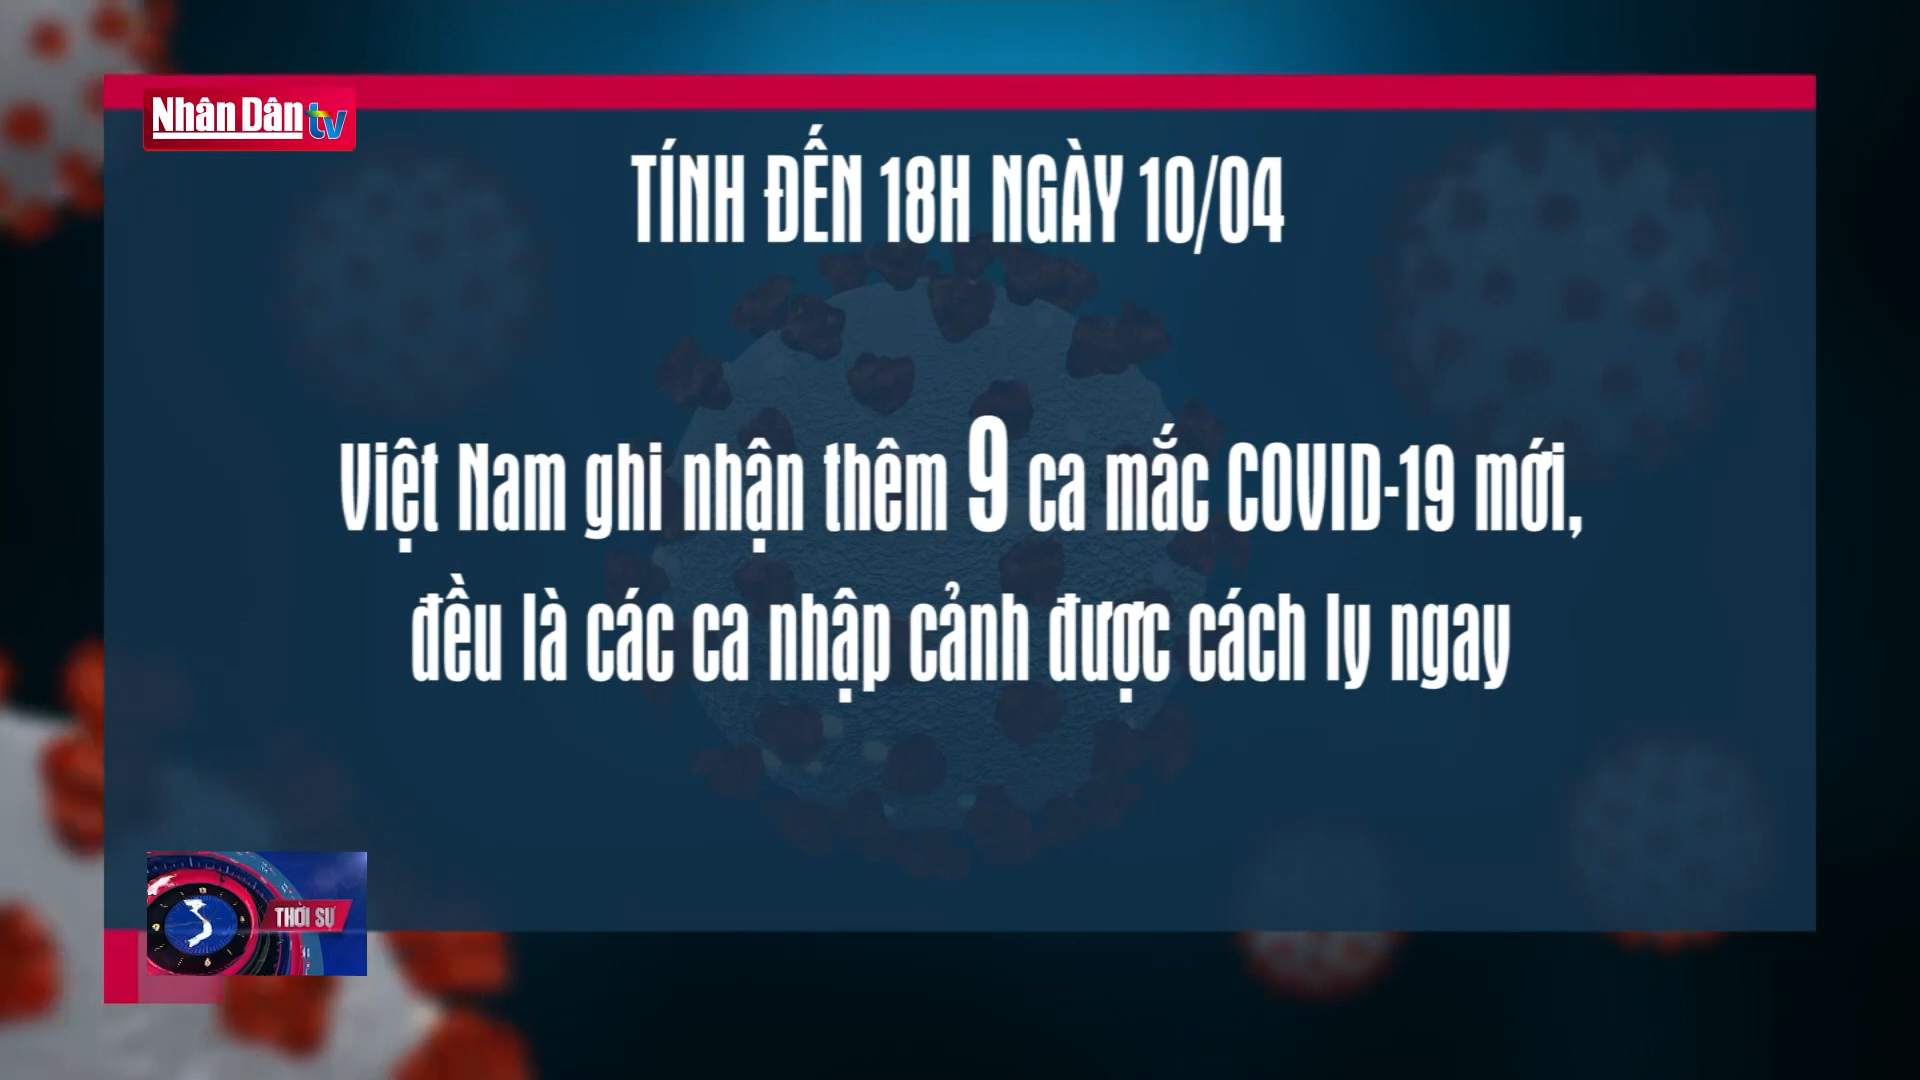 Nhân Dân tv
TÍNH ĐẾN 18H NGÀY 10/04
Việt Nam ghi nhận thêm 9 ca mắc COVID-19 mới,
đều là các ca nhập cảnh được cách ly ngay
THỜI SỰ